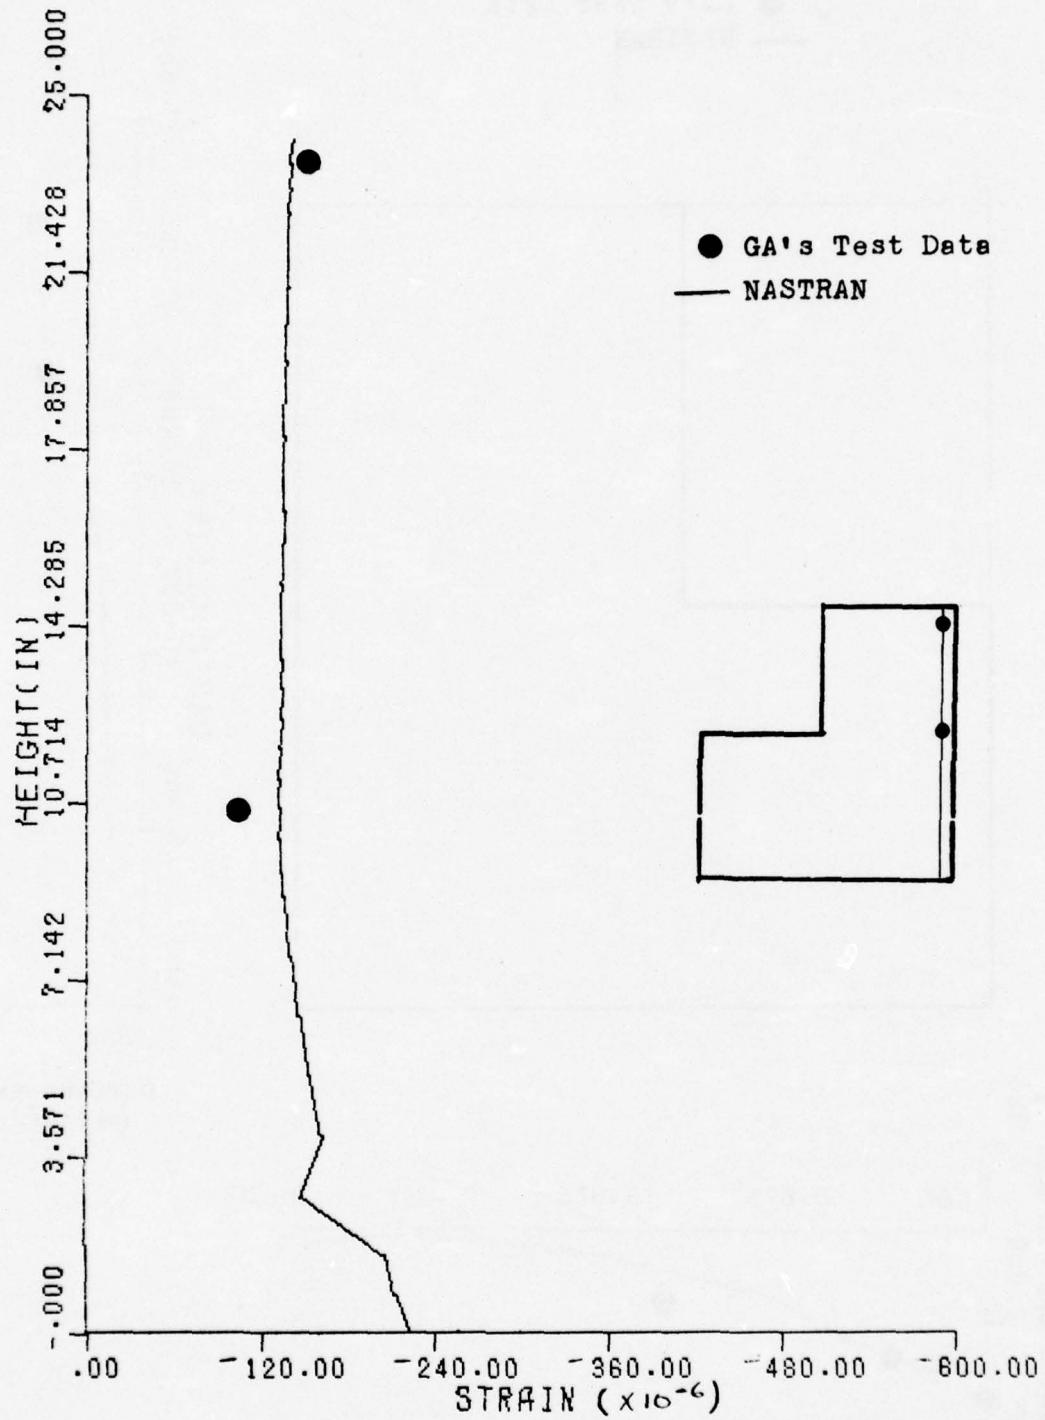 25.000
21.428
17.857
14.285
10.714
7.142
3.571
-.000
HEIGHT(IN)
● GA's Test Data
— NASTRAN
.00 -120.00 -240.00 -360.00 -480.00 -600.00
STRAIN (x10⁻⁶)